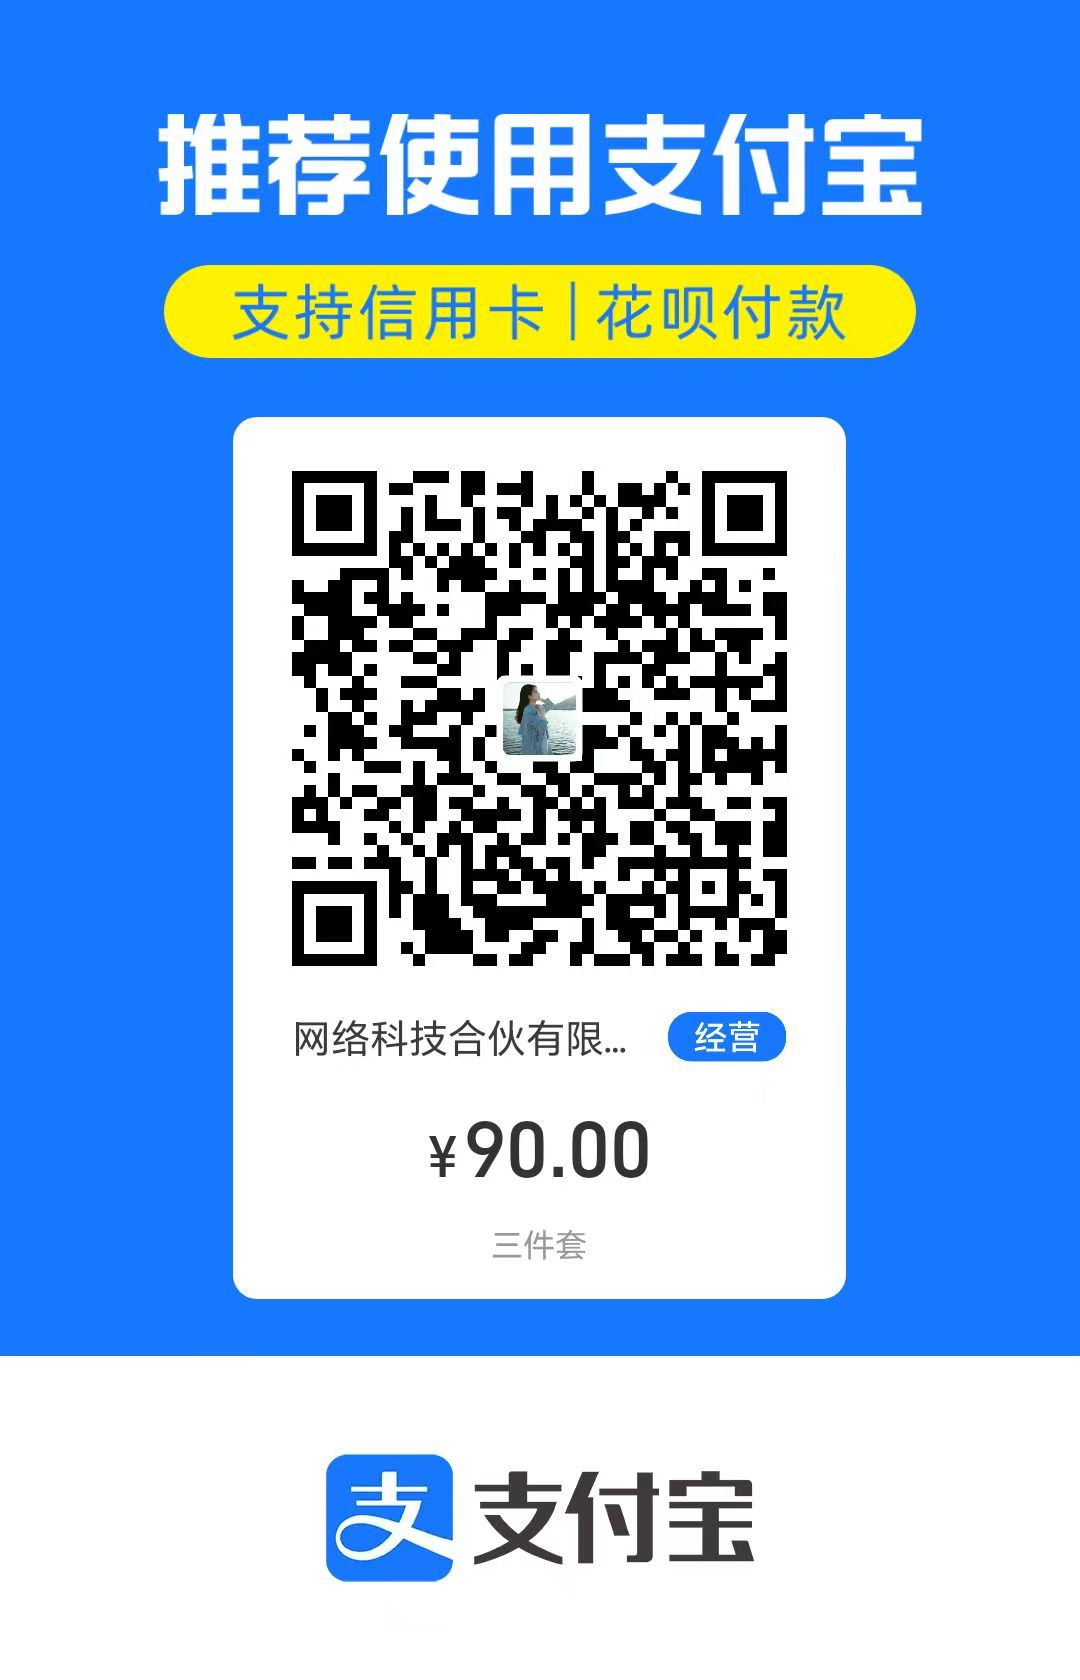 推荐使用支付宝
支持信用卡|花呗付款
网络科技合伙有限... 经营
¥90.00
三件套
支 支付宝